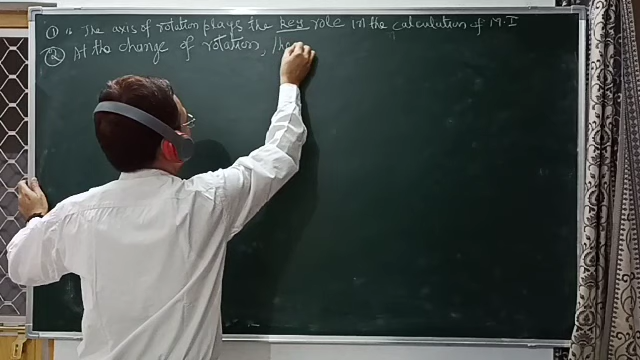 ① " The axis of rotation plays the key role in the calculation of M.I
② At the change of rotation,